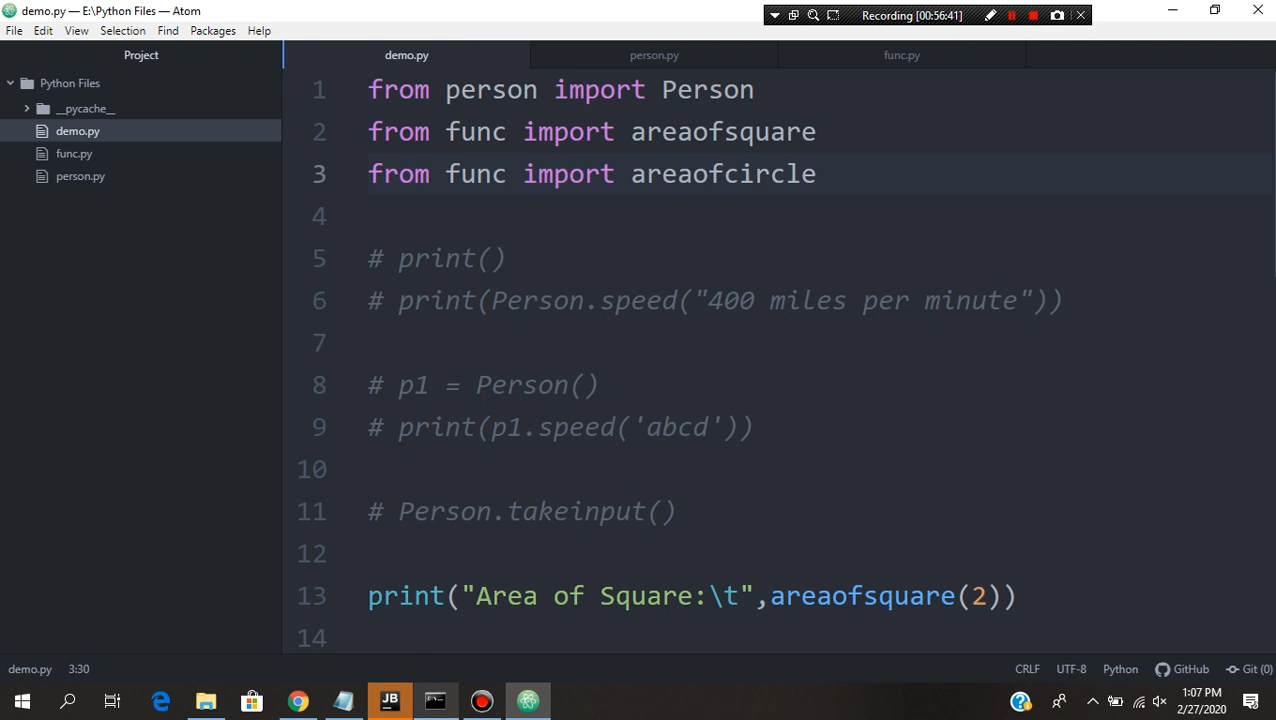 demo.py — E:\Python Files — Atom
Recording [00:56:41]
File Edit View Selection Find Packages Help
Project
demo.py
person.py
func.py
Python Files
__pycache__
demo.py
func.py
person.py
1 from person import Person
2 from func import areaofsquare
3 from func import areaofcircle
4
5 # print()
6 # print(Person.speed("400 miles per minute"))
7
8 # p1 = Person()
9 # print(p1.speed('abcd'))
10
11 # Person.takeinput()
12
13 print("Area of Square:\t",areaofsquare(2))
14
demo.py 3:30
CRLF UTF-8 Python GitHub Git (0)
JB
1:07 PM
2/27/2020